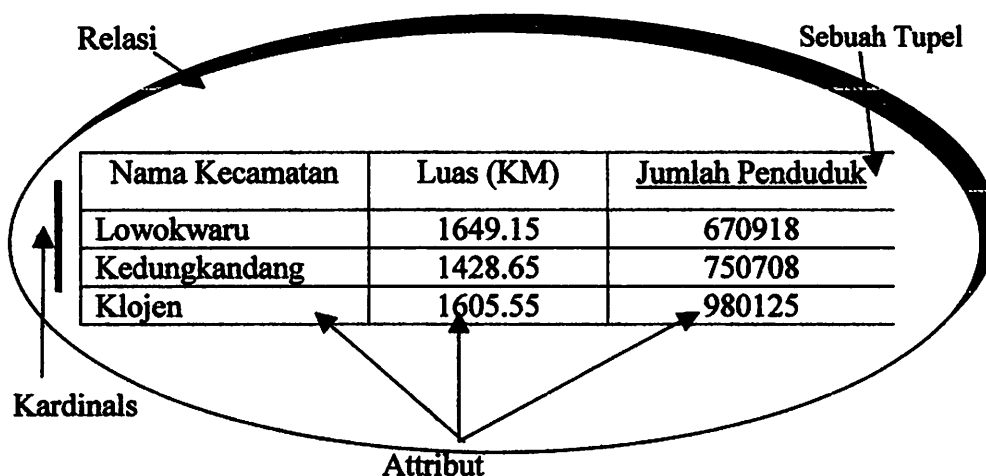 Relasi
Sebuah Tupel
Nama Kecamatan Luas (KM) Jumlah Penduduk
Lowokwaru 1649.15 670918
Kedungkandang 1428.65 750708
Klojen 1605.55 980125
Kardinals
Attribut